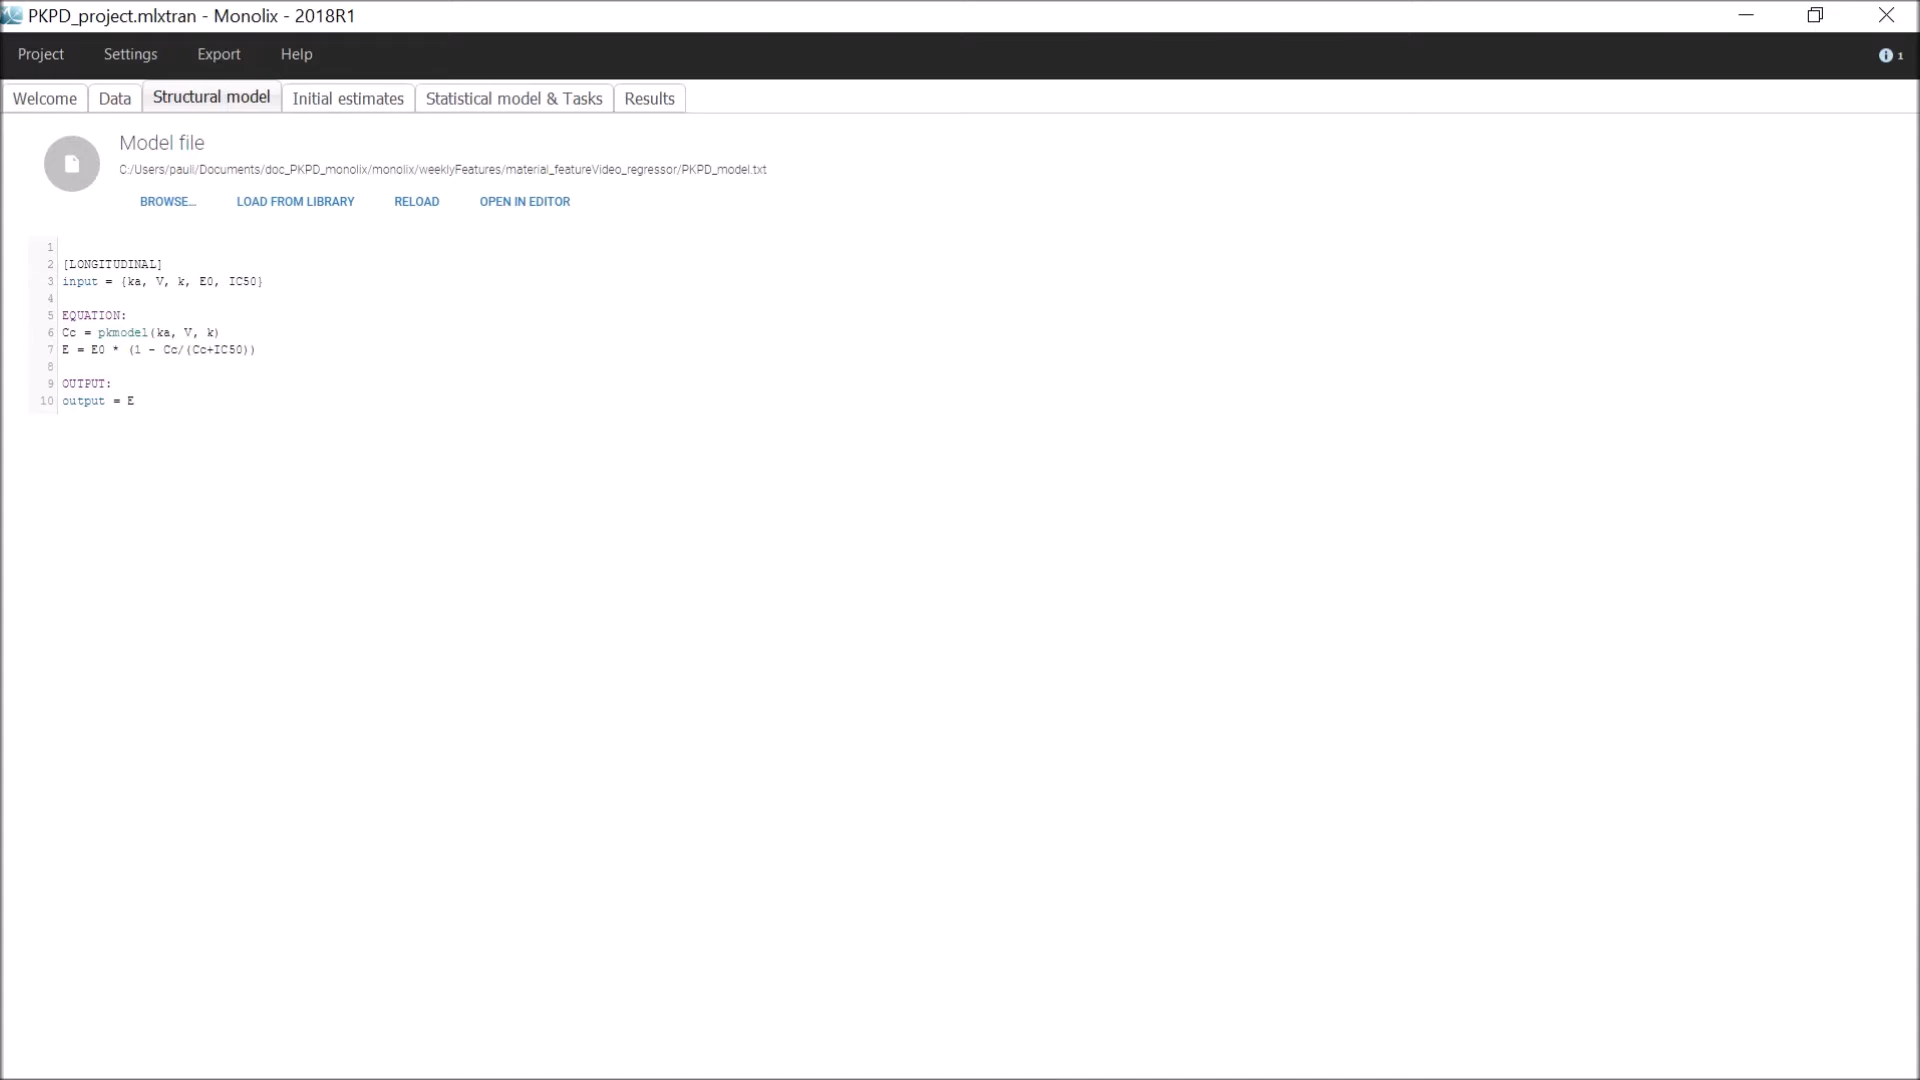 PKPD_project.mlxtran - Monolix - 2018R1
Project Settings Export Help
1
Welcome Data Structural model Initial estimates Statistical model & Tasks Results
Model file
C:/Users/pauli/Documents/doc_PKPD_monolix/monolix/weeklyFeatures/material_featureVideo_regressor/PKPD_model.txt
BROWSE... LOAD FROM LIBRARY RELOAD OPEN IN EDITOR
1
2 [LONGITUDINAL]
3 input = {ka, V, k, E0, IC50}
4
5 EQUATION:
6 Cc = pkmodel(ka, V, k)
7 E = E0 * (1 - Cc/(Cc+IC50))
8
9 OUTPUT:
10 output = E